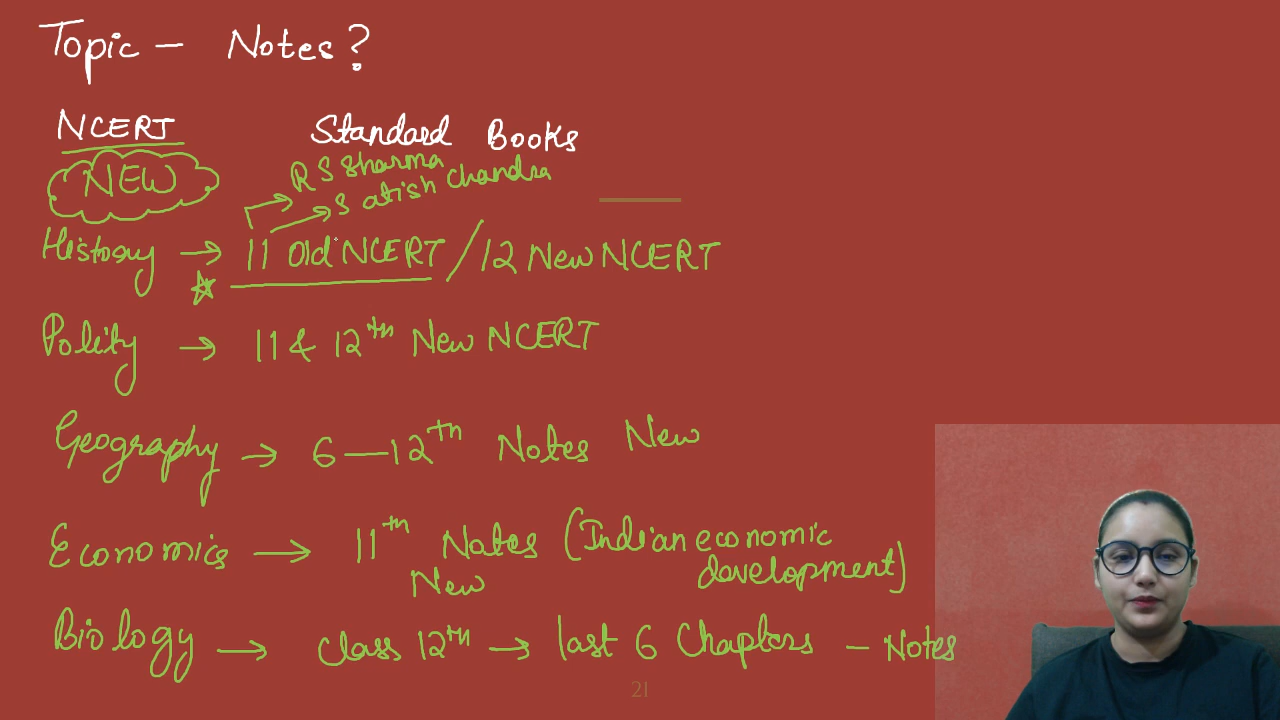 Topic - Notes?
NCERT Standard Books
NEW
RS Sharma
Satish Chandra
History → 11 Old NCERT / 12 New NCERT
Polity → 11 & 12th New NCERT
Geography → 6-12th Notes New
Economics → 11th Notes (Indian economic
New development)
Biology → Class 12th → last 6 Chapters - Notes
21